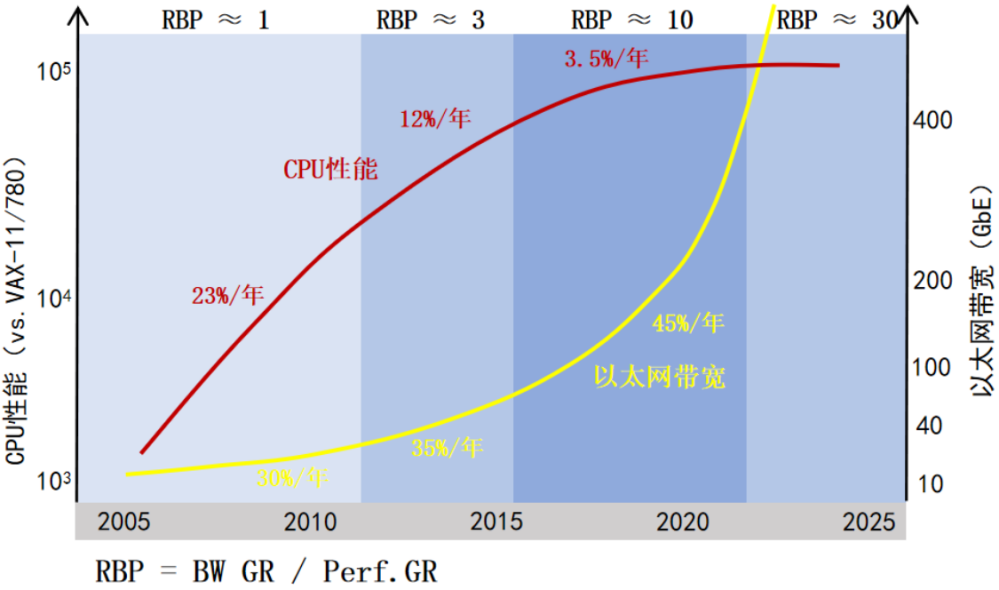 RBP ≈ 1
RBP ≈ 3
RBP ≈ 10
RBP ≈ 30
CPU性能（vs. VAX-11/780）
10⁵
10⁴
10³
3.5%/年
12%/年
CPU性能
23%/年
45%/年
以太网带宽
35%/年
30%/年
400
200
100
40
10
以太网带宽（GbE）
2005 2010 2015 2020 2025
RBP = BW GR / Perf.GR